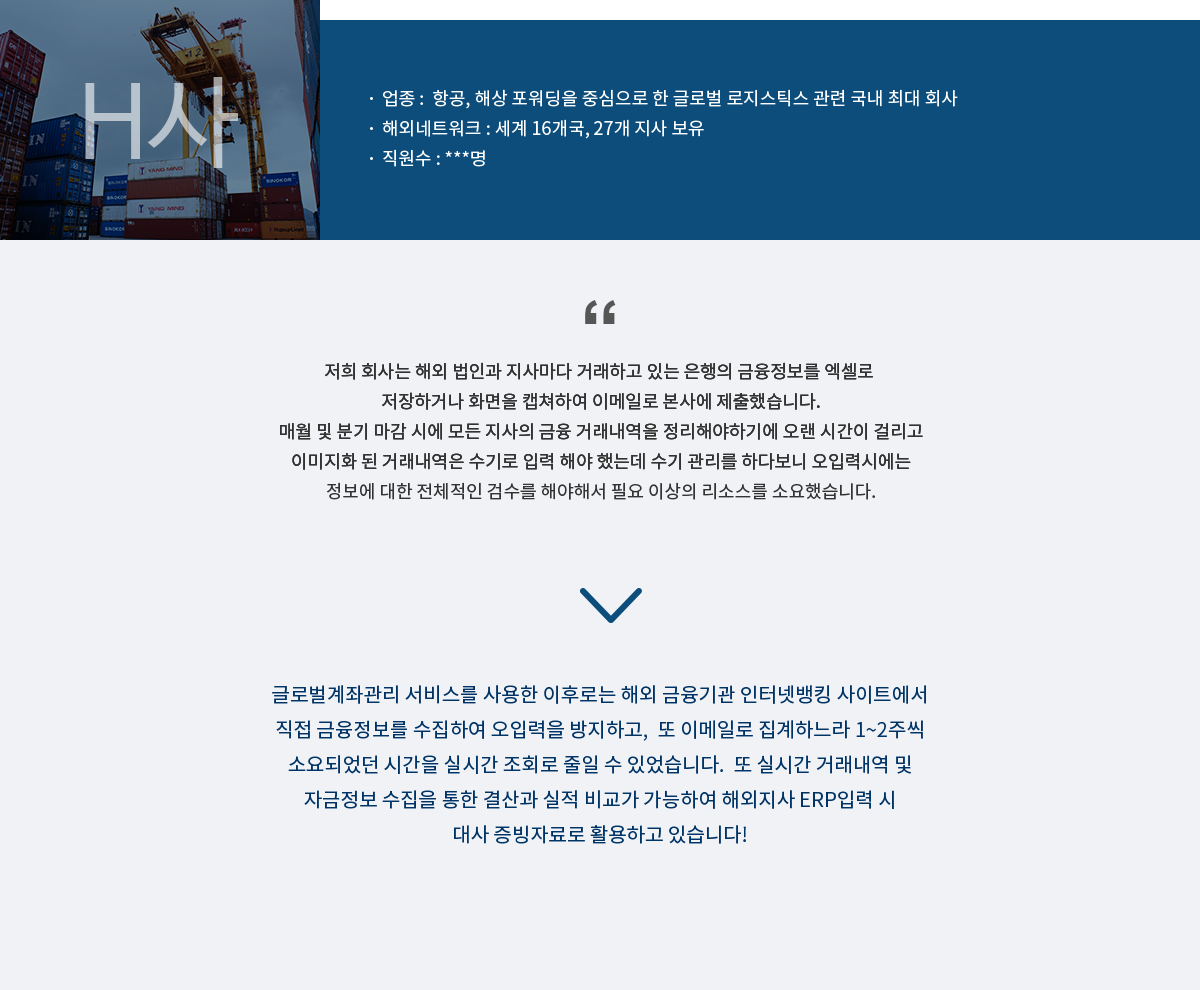 H사
· 업종 : 항공, 해상 포워딩을 중심으로 한 글로벌 로지스틱스 관련 국내 최대 회사
· 해외네트워크 : 세계 16개국, 27개 지사 보유
· 직원수 : ***명
YANG MING
YANG MING
SINOKOR
SINOKOR
“
저희 회사는 해외 법인과 지사마다 거래하고 있는 은행의 금융정보를 엑셀로
저장하거나 화면을 캡쳐하여 이메일로 본사에 제출했습니다.
매월 및 분기 마감 시에 모든 지사의 금융 거래내역을 정리해야하기에 오랜 시간이 걸리고
이미지화 된 거래내역은 수기로 입력 해야 했는데 수기 관리를 하다보니 오입력시에는
정보에 대한 전체적인 검수를 해야해서 필요 이상의 리소스를 소요했습니다.
글로벌계좌관리 서비스를 사용한 이후로는 해외 금융기관 인터넷뱅킹 사이트에서
직접 금융정보를 수집하여 오입력을 방지하고, 또 이메일로 집계하느라 1~2주씩
소요되었던 시간을 실시간 조회로 줄일 수 있었습니다. 또 실시간 거래내역 및
자금정보 수집을 통한 결산과 실적 비교가 가능하여 해외지사 ERP입력 시
대사 증빙자료로 활용하고 있습니다!